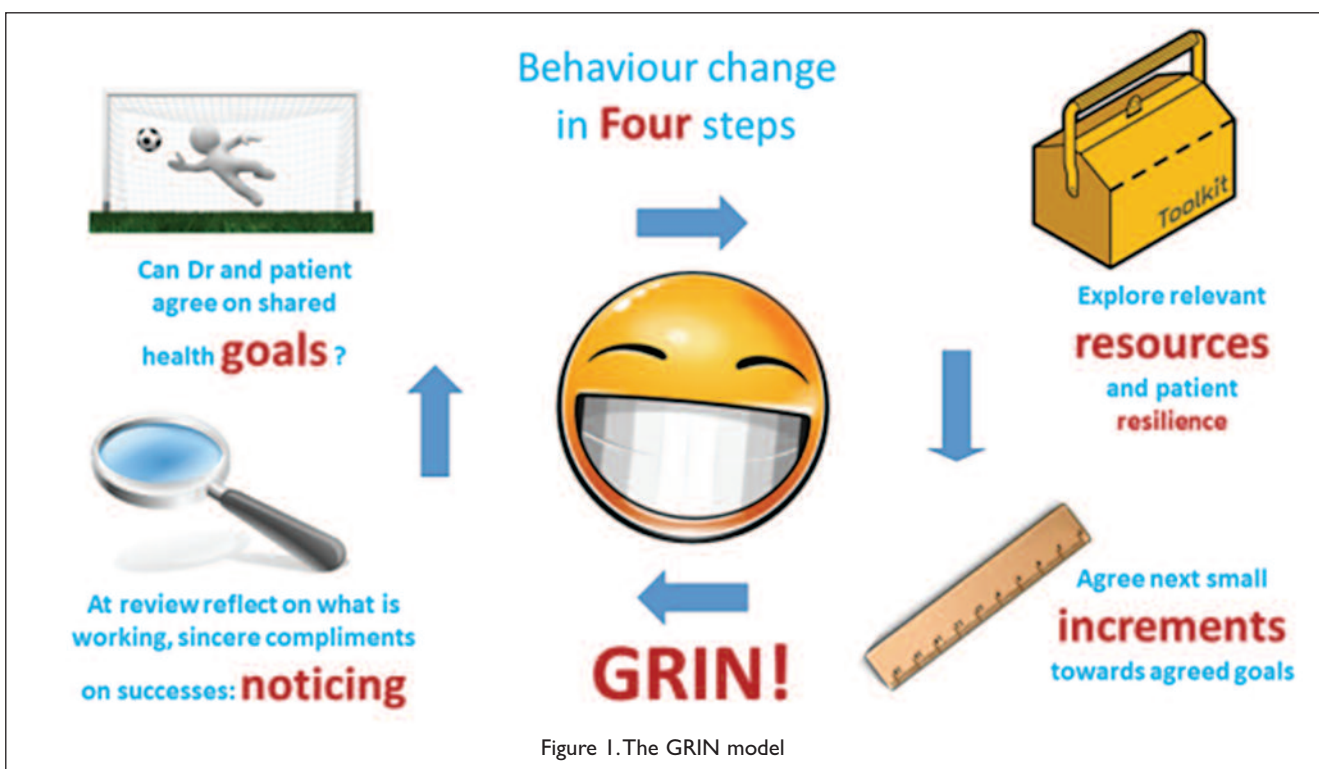 Behaviour change
in Four steps
Can Dr and patient
agree on shared
health goals ?
Toolkit
Explore relevant
resources
and patient
resilience
Agree next small
increments
towards agreed goals
At review reflect on what is
working, sincere compliments
on successes: noticing
GRIN!
Figure 1. The GRIN model